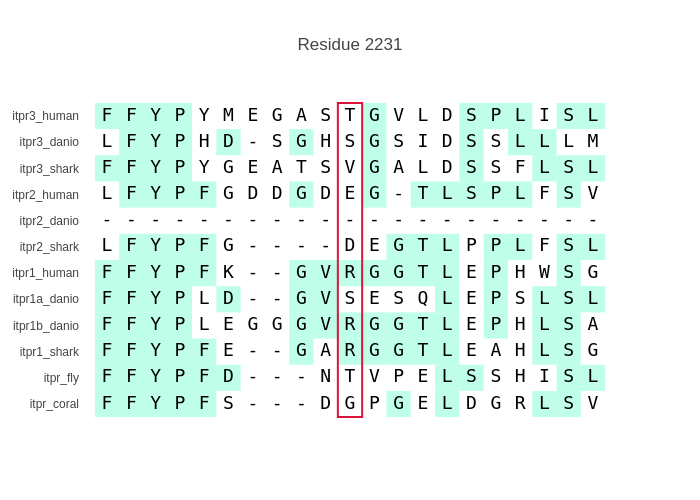 Residue 2231
itpr3_human F F Y P Y M E G A S T G V L D S P L I S L
itpr3_danio L F Y P H D - S G H S G S I D S S L L L M
itpr3_shark F F Y P Y G E A T S V G A L D S S F L S L
itpr2_human L F Y P F G D D G D E G - T L S P L F S V
itpr2_danio - - - - - - - - - - - - - - - - - - - - -
itpr2_shark L F Y P F G - - - - D E G T L P P L F S L
itpr1_human F F Y P F K - - G V R G G T L E P H W S G
itpr1a_danio F F Y P L D - - G V S E S Q L E P S L S L
itpr1b_danio F F Y P L E G G G V R G G T L E P H L S A
itpr1_shark F F Y P F E - - G A R G G T L E A H L S G
itpr_fly F F Y P F D - - - N T V P E L S S H I S L
itpr_coral F F Y P F S - - - D G P G E L D G R L S V